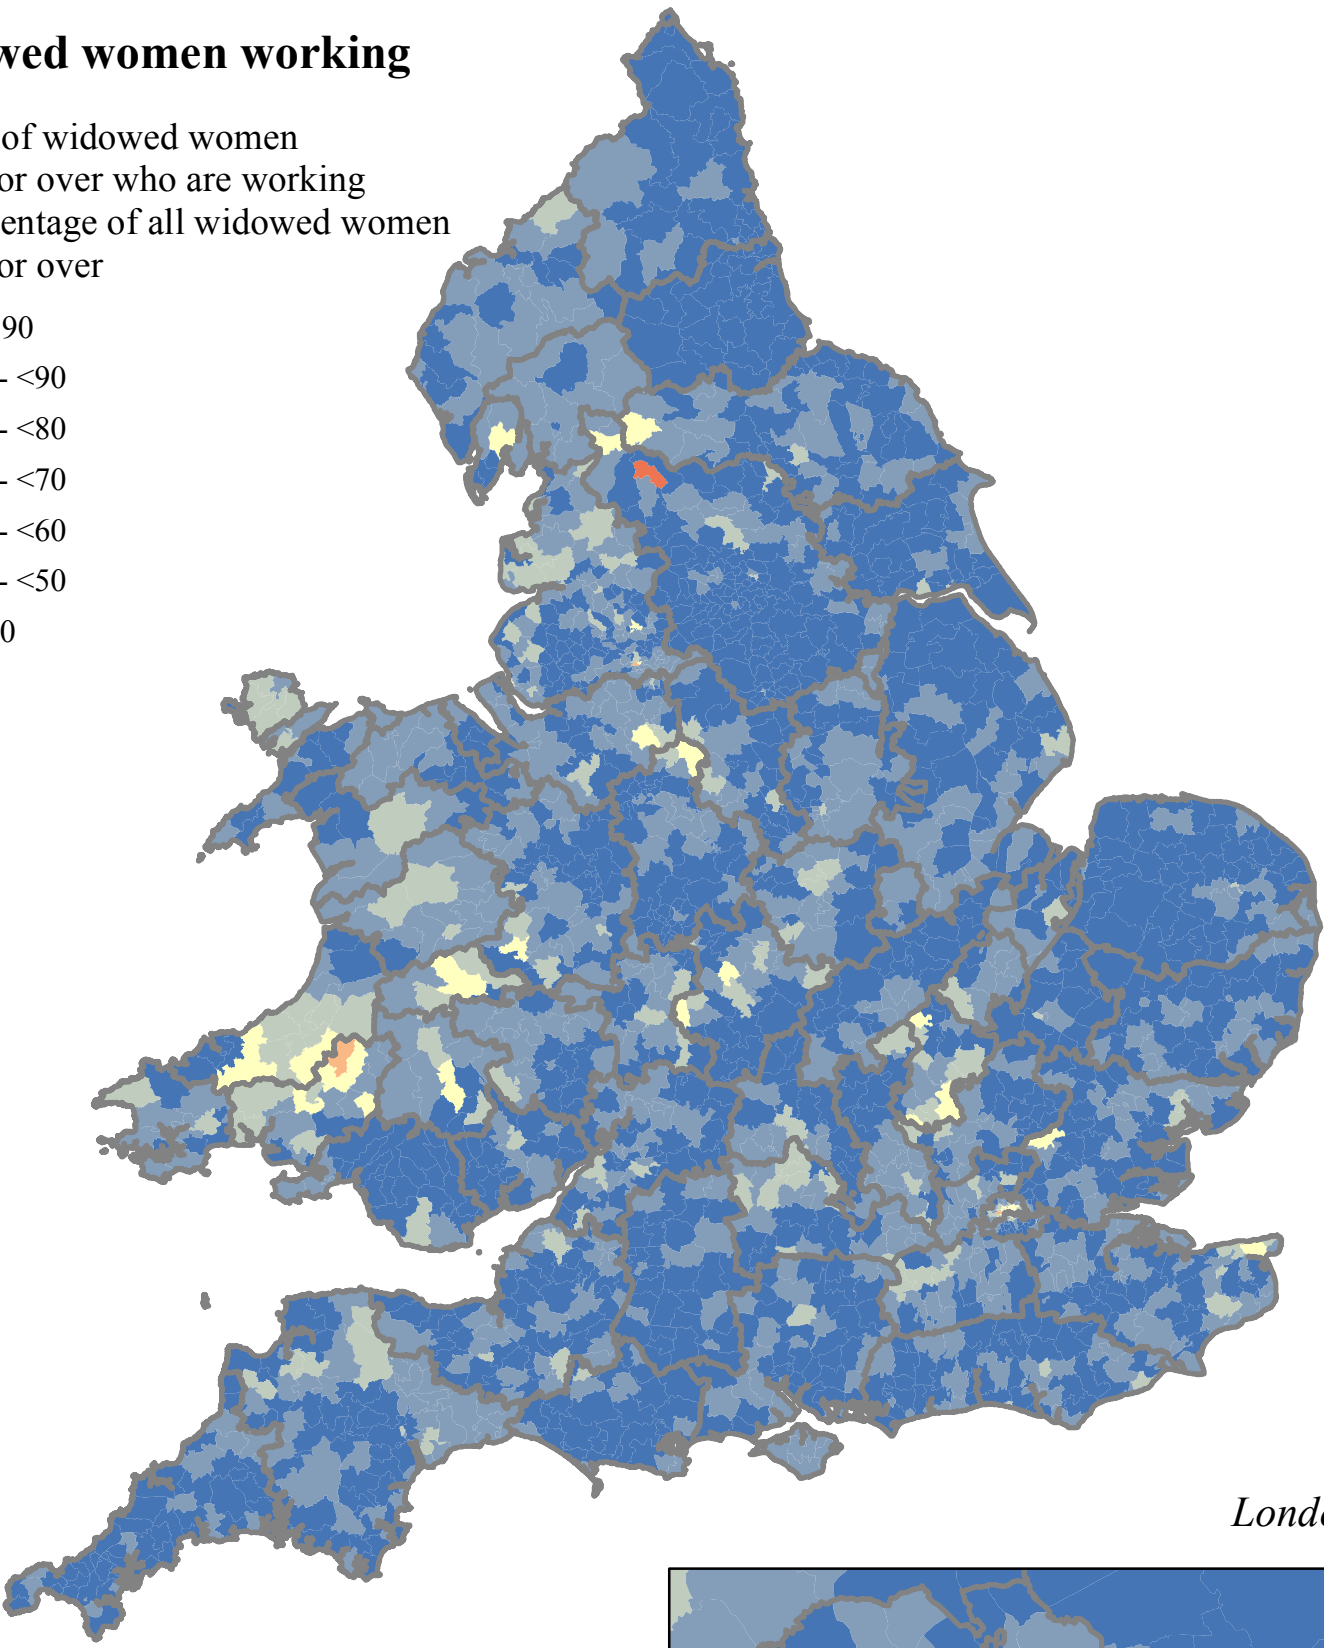 wed women working
of widowed women
or over who are working
entage of all widowed women
or over
90
- <90
- <80
- <70
- <60
- <50
0
Londo